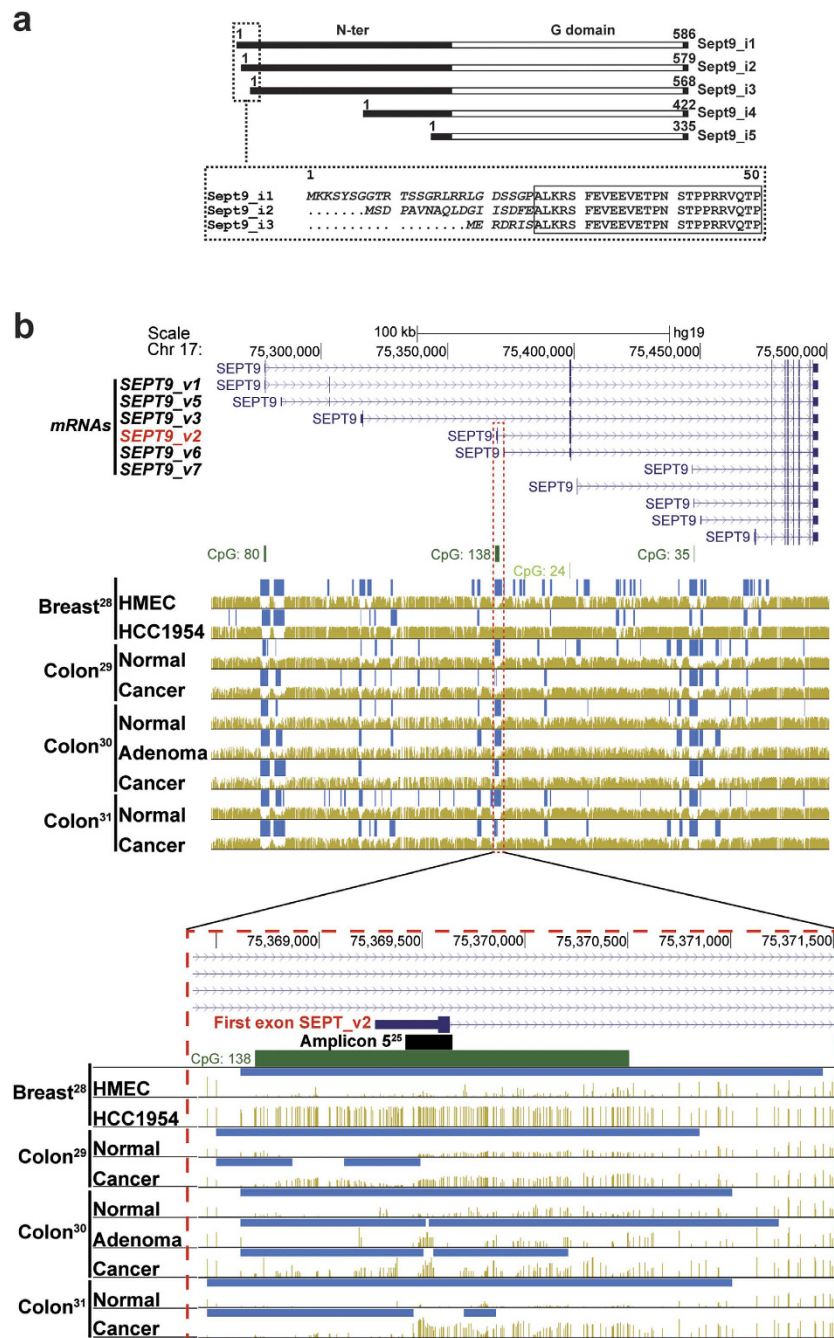 a
N-ter G domain
1 586 Sept9_i1
1 579 Sept9_i2
1 568 Sept9_i3
1 422 Sept9_i4
1 335 Sept9_i5
1 50
Sept9_i1 MKKSYSGGTR TSSGRLRRLG DSSGPALKRS FEVEEVETPN STPPRRVQTP
Sept9_i2 .......MSD PAVNAQLDGI ISDFEALKRS FEVEEVETPN STPPRRVQTP
Sept9_i3 .......... ........ME RDRISALKRS FEVEEVETPN STPPRRVQTP
b
Scale 100 kb hg19
Chr 17: 75,300,000 75,350,000 75,400,000 75,450,000 75,500,000
SEPT9
mRNAs
SEPT9_v1 SEPT9
SEPT9_v5 SEPT9
SEPT9_v3 SEPT9
SEPT9_v2 SEPT9
SEPT9_v6 SEPT9
SEPT9_v7 SEPT9
SEPT9
SEPT9
SEPT9
SEPT9
CpG: 80 CpG: 138 CpG: 35
CpG: 24
Breast28 HMEC
HCC1954
Colon29 Normal
Cancer
Colon30 Normal
Adenoma
Cancer
Colon31 Normal
Cancer
75,369,000 75,369,500 75,370,000 75,370,500 75,371,000 75,371,500
First exon SEPT_v2
Amplicon 525
CpG: 138
Breast28 HMEC
HCC1954
Colon29 Normal
Cancer
Colon30 Normal
Adenoma
Cancer
Colon31 Normal
Cancer